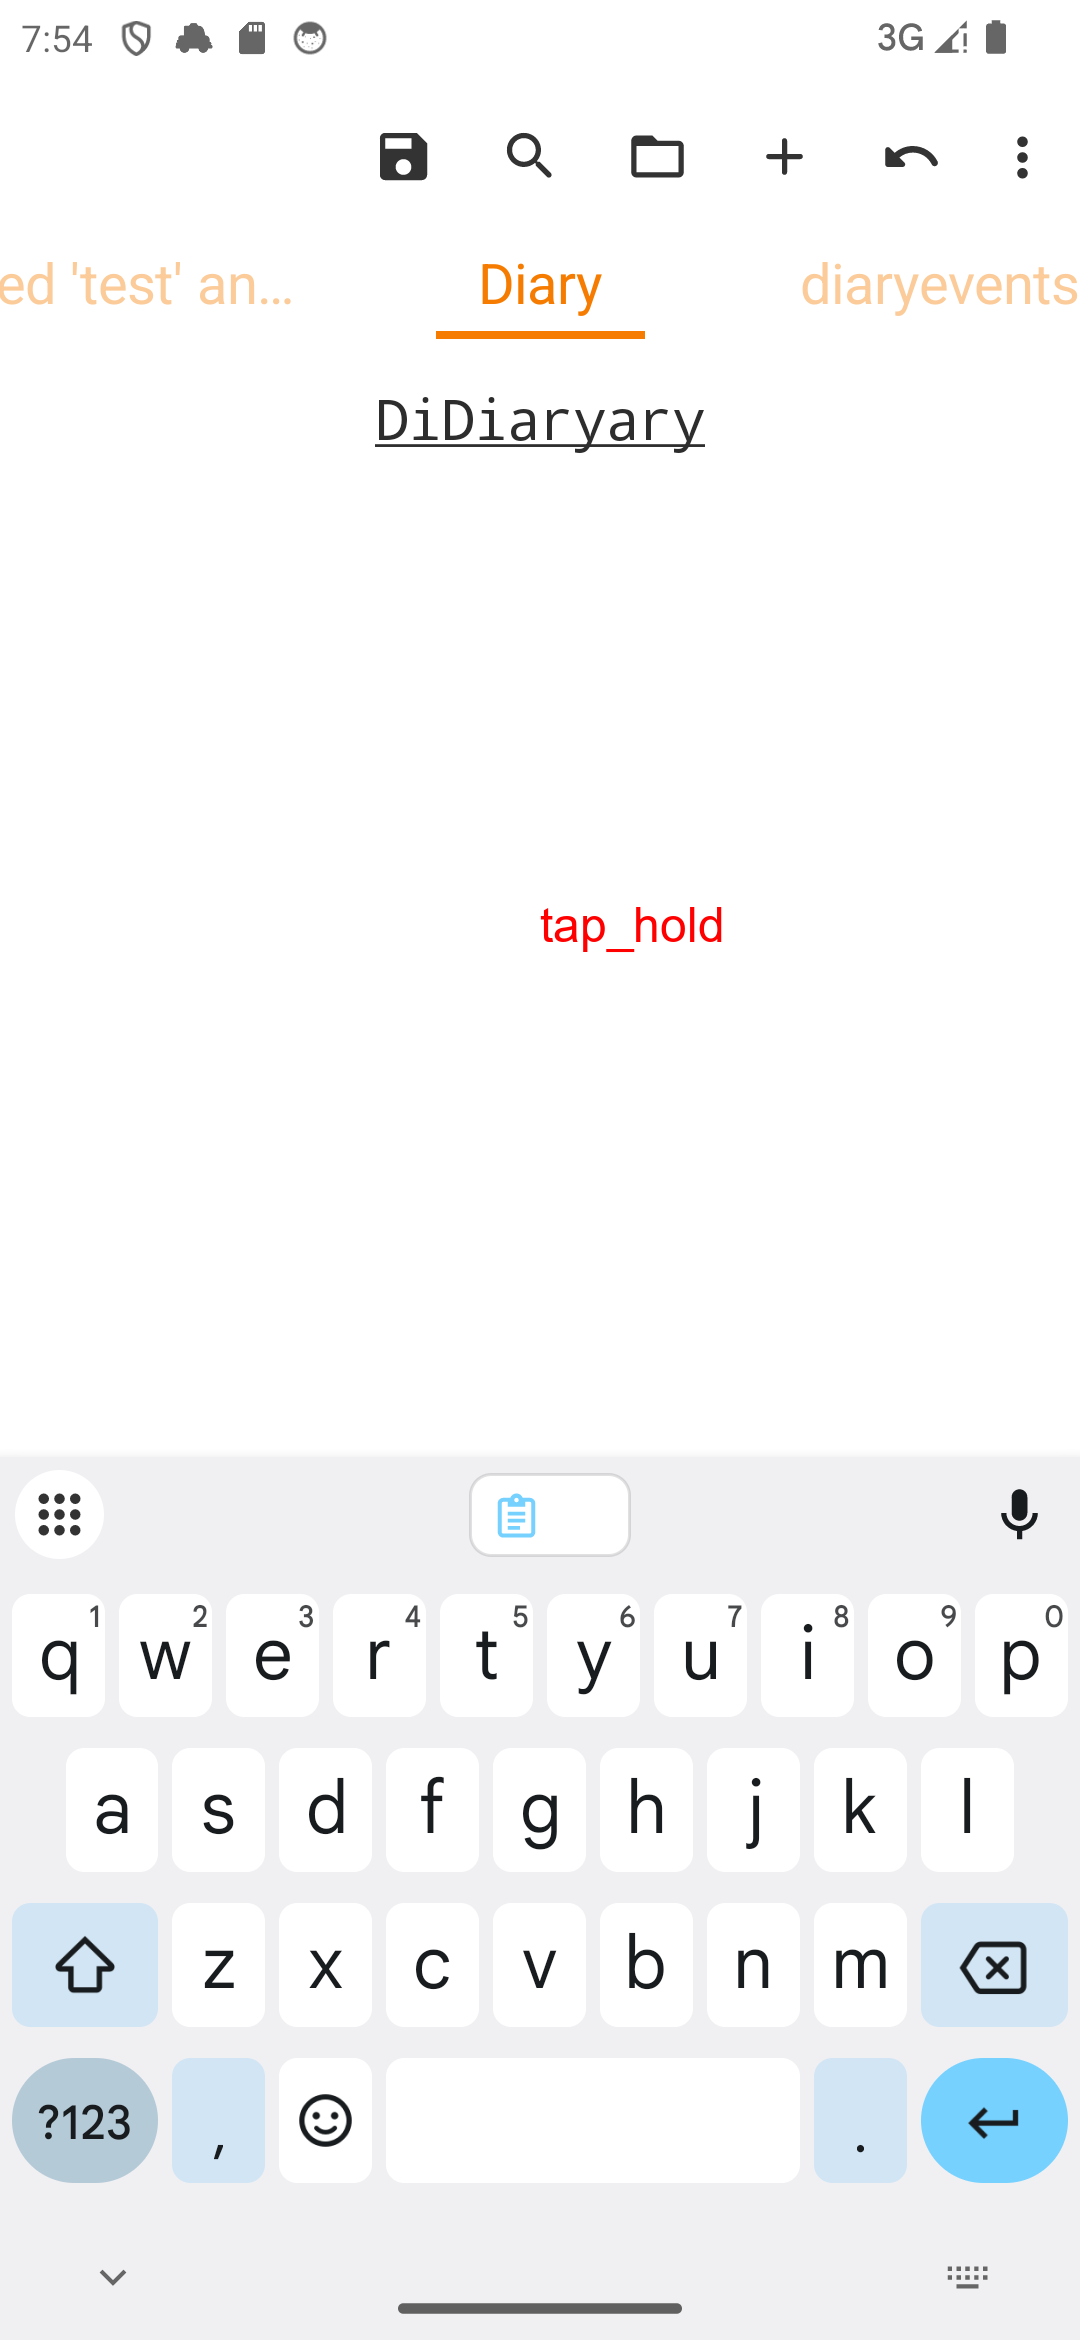 7:54 3G
ed 'test' an... Diary diaryevents
DiDiaryary
tap_hold
q1 w2 e3 r4 t5 y6 u7 i8 o9 p0
a s d f g h j k l
z x c v b n m
?123 , .